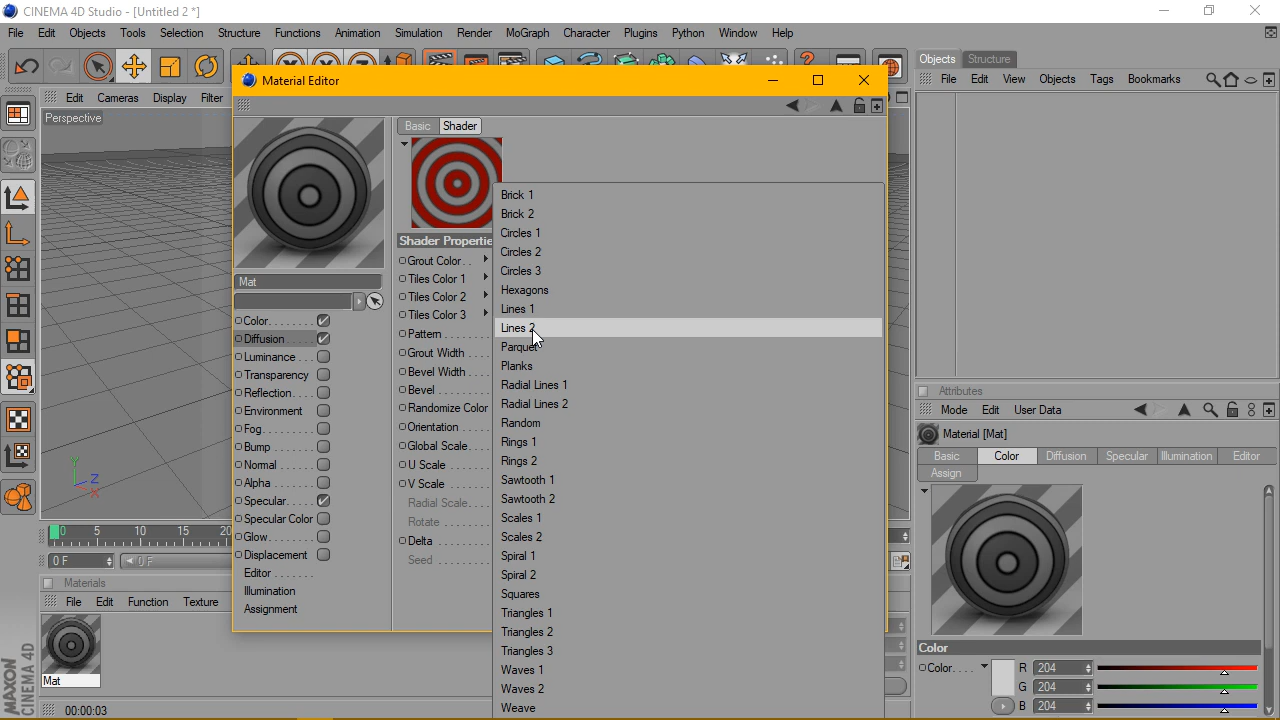 CINEMA 4D Studio - [Untitled 2 *]
File Edit Objects Tools Selection Structure Functions Animation Simulation Render MoGraph Character Plugins Python Window Help
Objects Structure
File Edit View Objects Tags Bookmarks
Edit Cameras Display Filter
Perspective
Material Editor
Basic Shader
Shader Propertie
Mat
Color
Diffusion
Luminance
Transparency
Reflection
Environment
Fog
Bump
Normal
Alpha
Specular
Specular Color
Glow
Displacement
Editor
Illumination
Assignment
Grout Color
Tiles Color 1
Tiles Color 2
Tiles Color 3
Pattern
Grout Width
Bevel Width
Bevel
Randomize Color
Orientation
Global Scale
U Scale
V Scale
Radial Scale
Rotate
Delta
Seed
Brick 1
Brick 2
Circles 1
Circles 2
Circles 3
Hexagons
Lines 1
Lines 2
Parquet
Planks
Radial Lines 1
Radial Lines 2
Random
Rings 1
Rings 2
Sawtooth 1
Sawtooth 2
Scales 1
Scales 2
Spiral 1
Spiral 2
Squares
Triangles 1
Triangles 2
Triangles 3
Waves 1
Waves 2
Weave
Y
Z
X
0 5 10 15 20
0 F 0 F
Materials
File Edit Function Texture
Mat
00:00:03
MAXON
CINEMA 4D
Attributes
Mode Edit User Data
Material [Mat]
Basic Color Diffusion Specular Illumination Editor
Assign
Color
Color R 204
G 204
B 204